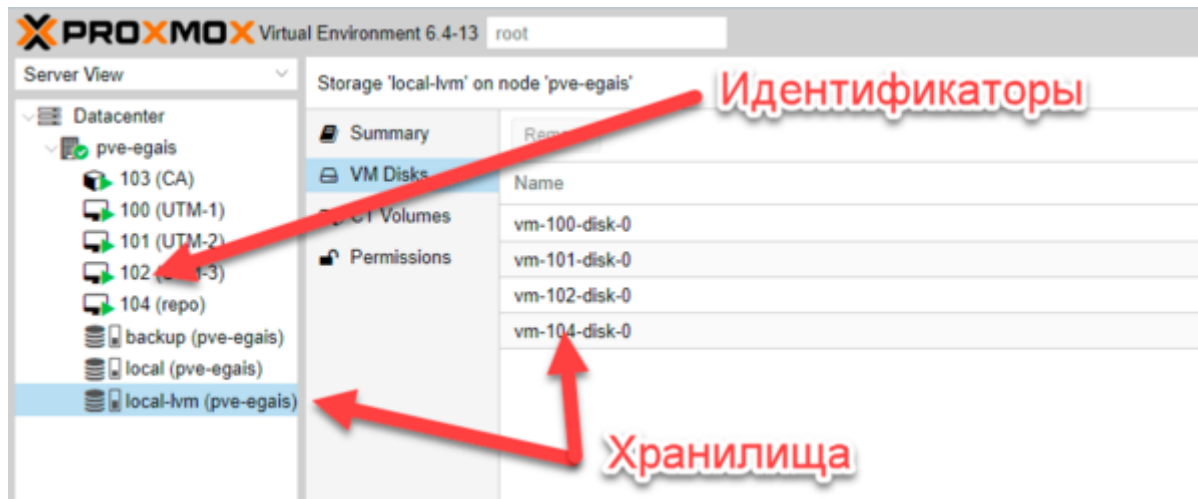 PROXMOX Virtual Environment 6.4-13 root
Server View
Storage 'local-lvm' on node 'pve-egais'
Идентификаторы
Datacenter
pve-egais
103 (CA)
100 (UTM-1)
101 (UTM-2)
102
-3)
104 (repo)
backup (pve-egais)
local (pve-egais)
local-lvm (pve-egais)
Summary
VM Disks
CT Volumes
Permissions
Name
vm-100-disk-0
vm-101-disk-0
vm-102-disk-0
vm-104-disk-0
Хранилища